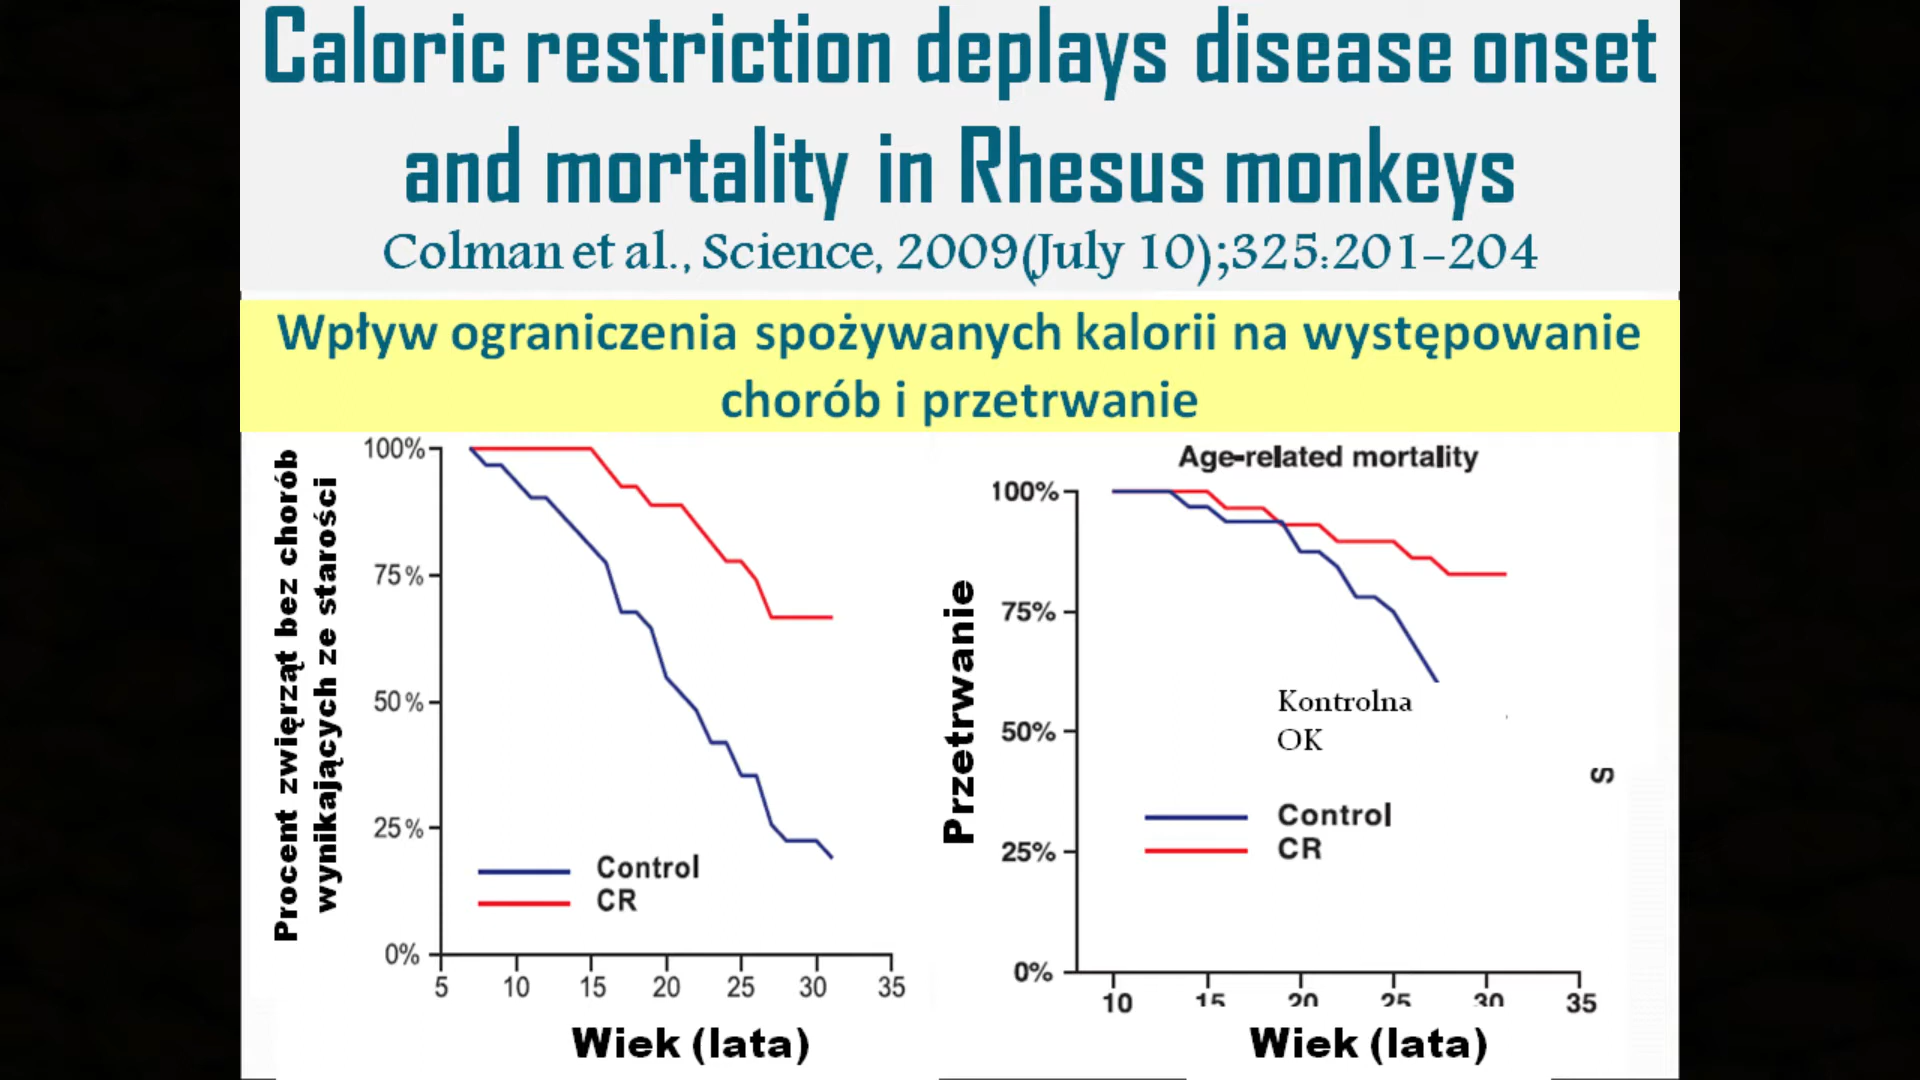 Caloric restriction deplays disease onset
and mortality in Rhesus monkeys
Colman et al., Science, 2009(July 10);325:201-204
Wpływ ograniczenia spożywanych kalorii na występowanie
chorób i przetrwanie
Procent zwięrząt bez chorób
wynikających ze starości
100%
75%
50%
25%
0%
Control
CR
5 10 15 20 25 30 35
Wiek (lata)
Age-related mortality
Przetrwanie
100%
75%
50%
25%
0%
Kontrolna
OK
S
Control
CR
10 15 20 25 30 35
Wiek (lata)